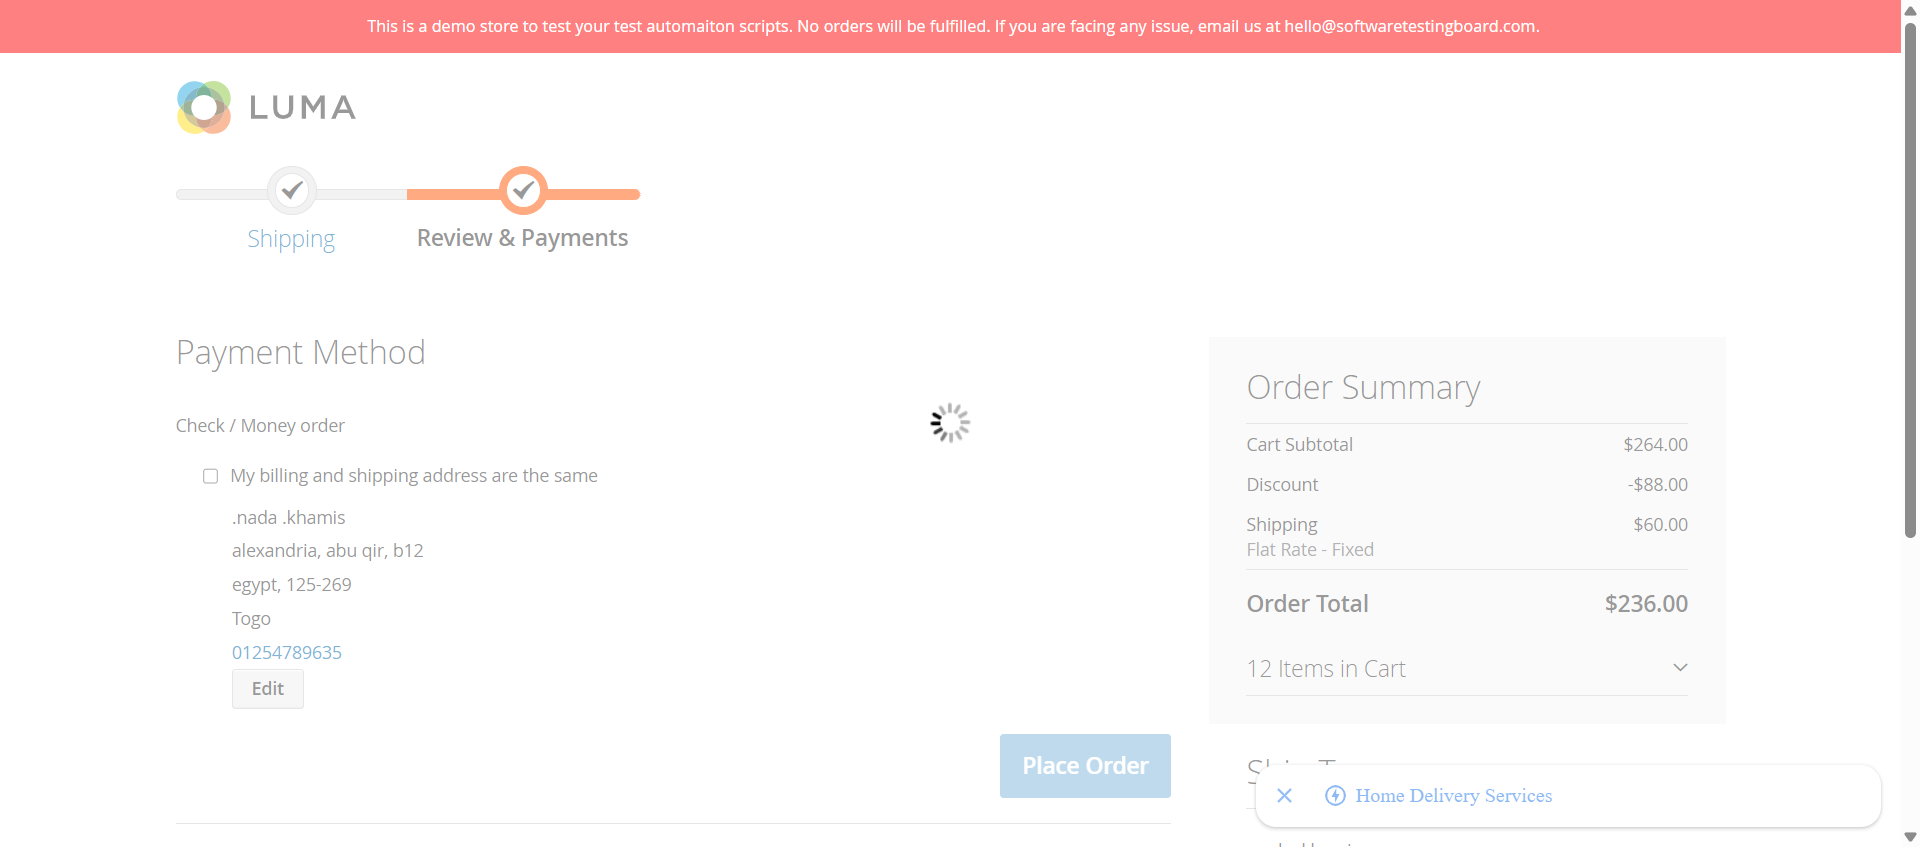 This is a demo store to test your test automaiton scripts. No orders will be fulfilled. If you are facing any issue, email us at hello@softwaretestingboard.com.
LUMA
Shipping
Review & Payments
Payment Method
Check / Money order
My billing and shipping address are the same
.nada .khamis
alexandria, abu qir, b12
egypt, 125-269
Togo
01254789635
Edit
Place Order
Order Summary
Cart Subtotal $264.00
Discount -$88.00
Shipping $60.00
Flat Rate - Fixed
Order Total $236.00
12 Items in Cart
Home Delivery Services